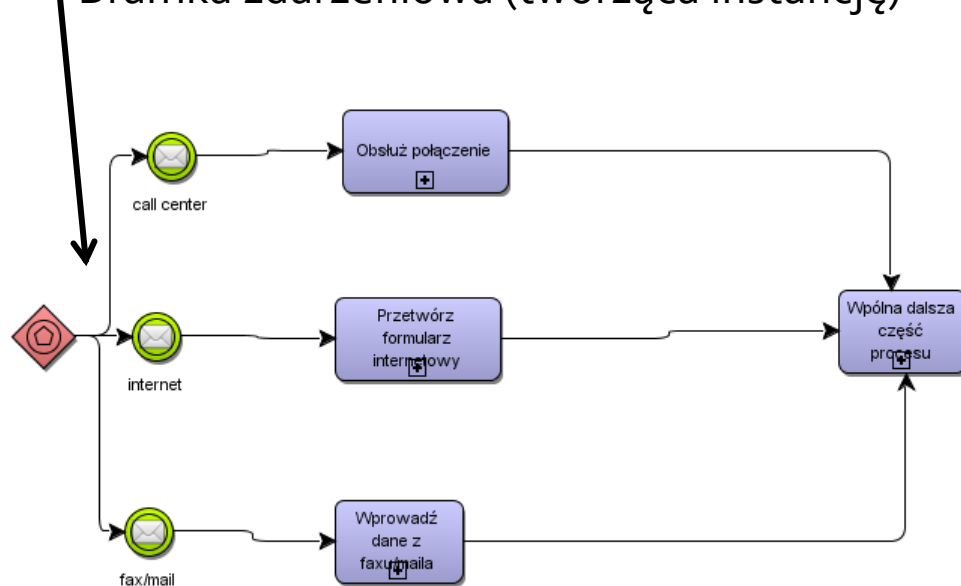 Bramka zdarzeniowa (tworząca instancję)
Obsłuż połączenie
call center
Przetwórz
formularz
internetowy
internet
Wpólna dalsza
część
procesu
Wprowadź
dane z
faxu/maila
fax/mail